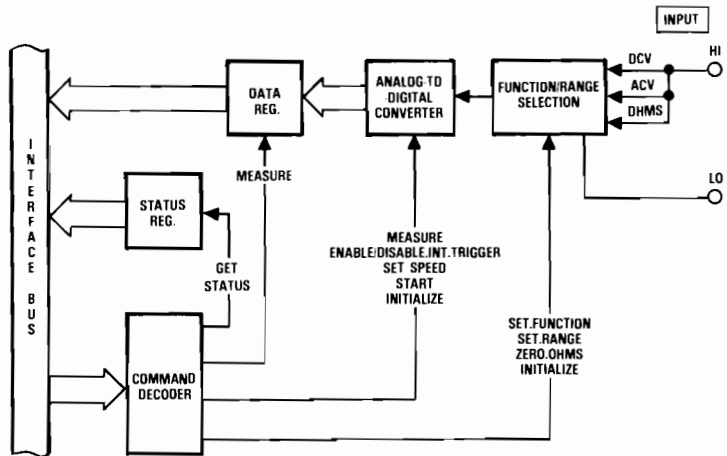 INPUT
HI
DCV
ACV
OHMS
FUNCTION/RANGE
SELECTION
ANALOG-TO
-DIGITAL
CONVERTER
DATA
REG.
LO
MEASURE
STATUS
REG.
INTERFACE BUS
GET
STATUS
MEASURE
ENABLE/DISABLE.INT.TRIGGER
SET SPEED
START
INITIALIZE
SET.FUNCTION
SET.RANGE
ZERO.OHMS
INITIALIZE
COMMAND
DECODER